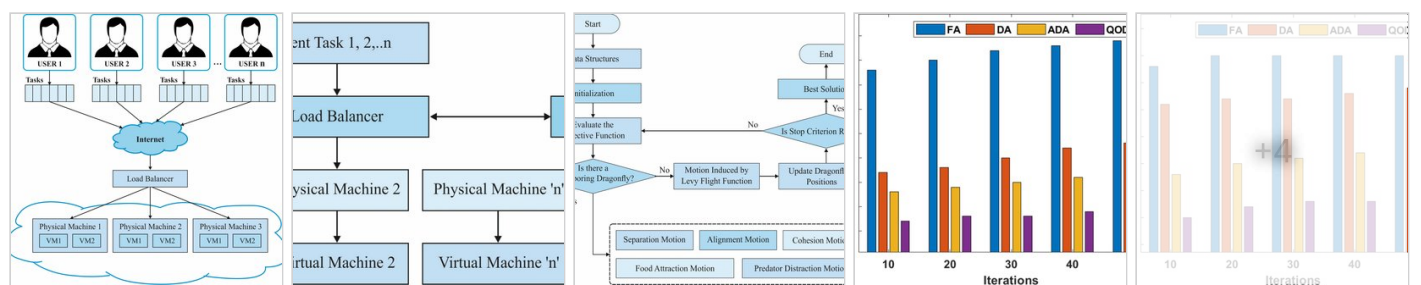 USER 1
USER 2
USER 3
...
USER n
Tasks
Tasks
Tasks
Tasks
Internet
Load Balancer
Physical Machine 1
VM1
VM2
Physical Machine 2
VM1
VM2
Physical Machine 3
VM1
VM2
ent Task 1, 2,..n
Load Balancer
ysical Machine 2
Physical Machine 'n'
irtual Machine 2
Virtual Machine 'n'
Start
ata Structures
nitialization
Evaluate the
ective Function
Is there a
boring Dragonfly?
No
Motion Induced by
Levy Flight Function
Update Dragonf
Positions
Is Stop Criterion R
No
Yes
Best Solutio
End
Separation Motion
Alignment Motion
Cohesion Motic
Food Attraction Motion
Predator Distraction Motio
FA
DA
ADA
QOD
10
20
30
40
Iterations
FA
DA
ADA
QOD
+4
10
20
30
40
Iterations